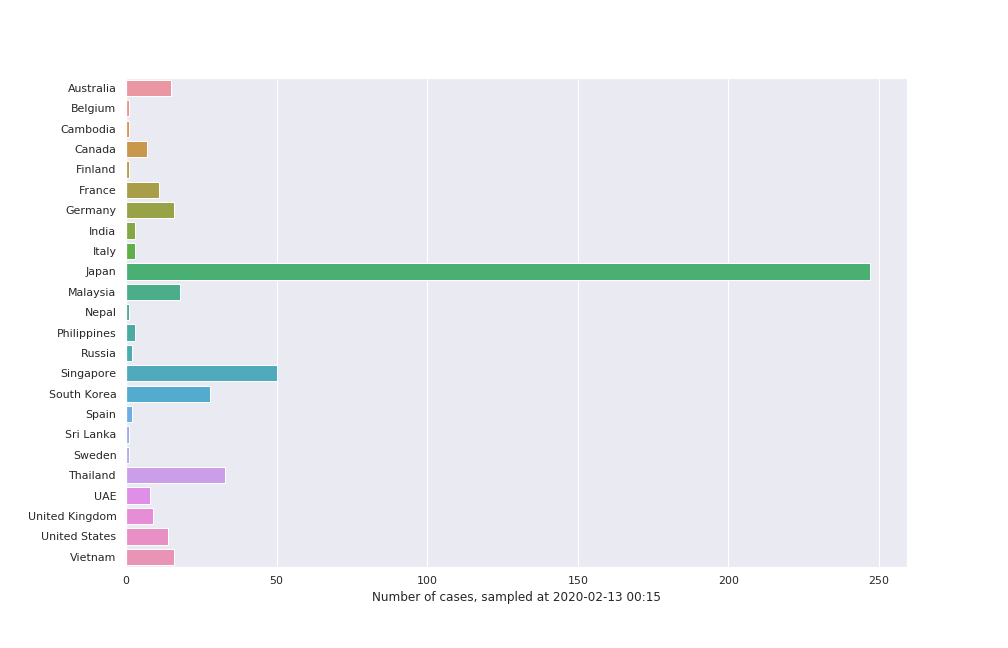 Australia
Belgium
Cambodia
Canada
Finland
France
Germany
India
Italy
Japan
Malaysia
Nepal
Philippines
Russia
Singapore
South Korea
Spain
Sri Lanka
Sweden
Thailand
UAE
United Kingdom
United States
Vietnam
0 50 100 150 200 250
Number of cases, sampled at 2020-02-13 00:15